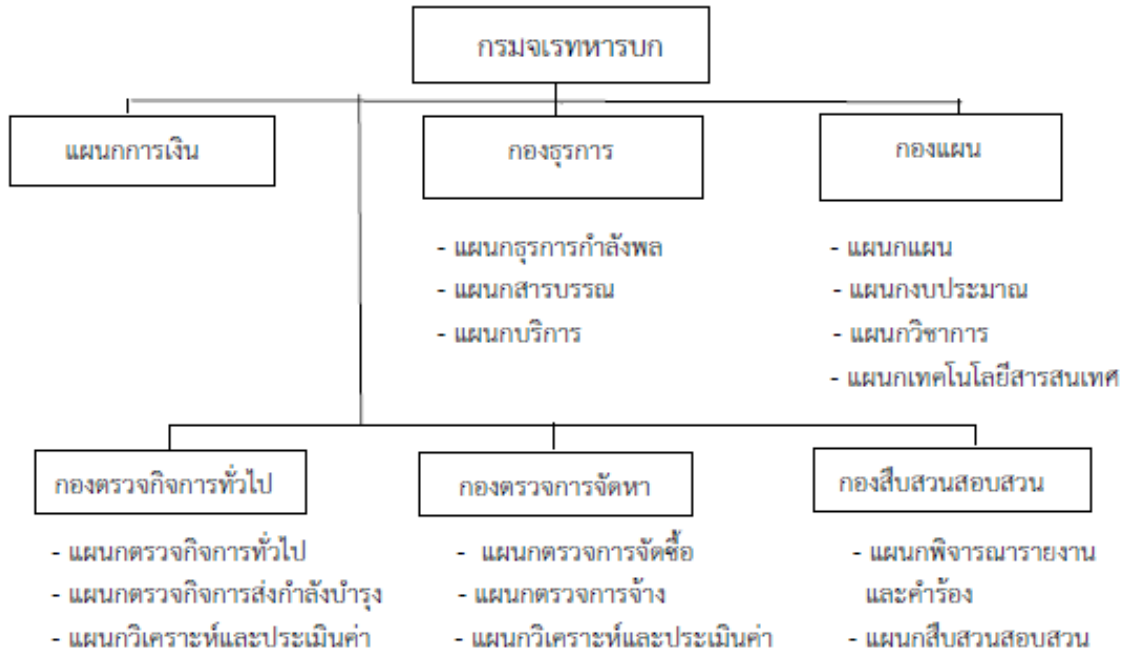 กรมจเรทหารบก
แผนกการเงิน
กองธุรการ
- แผนกธุรการกำลังพล
- แผนกสารบรรณ
- แผนกบริการ
กองแผน
- แผนกแผน
- แผนกงบประมาณ
- แผนกวิชาการ
- แผนกเทคโนโลยีสารสนเทศ
กองตรวจกิจการทั่วไป
- แผนกตรวจกิจการทั่วไป
- แผนกตรวจกิจการส่งกำลังบำรุง
- แผนกวิเคราะห์และประเมินค่า
กองตรวจการจัดหา
- แผนกตรวจการจัดซื้อ
- แผนกตรวจการจ้าง
- แผนกวิเคราะห์และประเมินค่า
กองสืบสวนสอบสวน
- แผนกพิจารณารายงาน
และคำร้อง
- แผนกสืบสวนสอบสวน